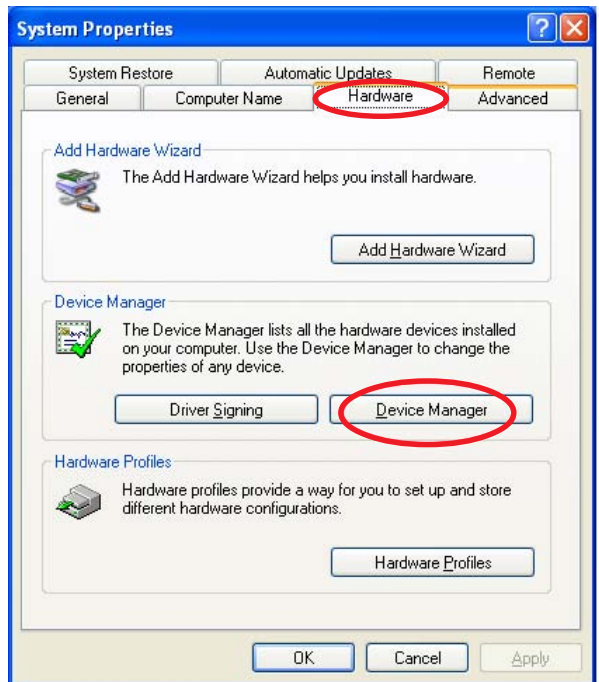 System Properties
System Restore Automatic Updates Remote
General Computer Name Hardware Advanced
Add Hardware Wizard
The Add Hardware Wizard helps you install hardware.
Add Hardware Wizard
Device Manager
The Device Manager lists all the hardware devices installed
on your computer. Use the Device Manager to change the
properties of any device.
Driver Signing Device Manager
Hardware Profiles
Hardware profiles provide a way for you to set up and store
different hardware configurations.
Hardware Profiles
OK Cancel Apply